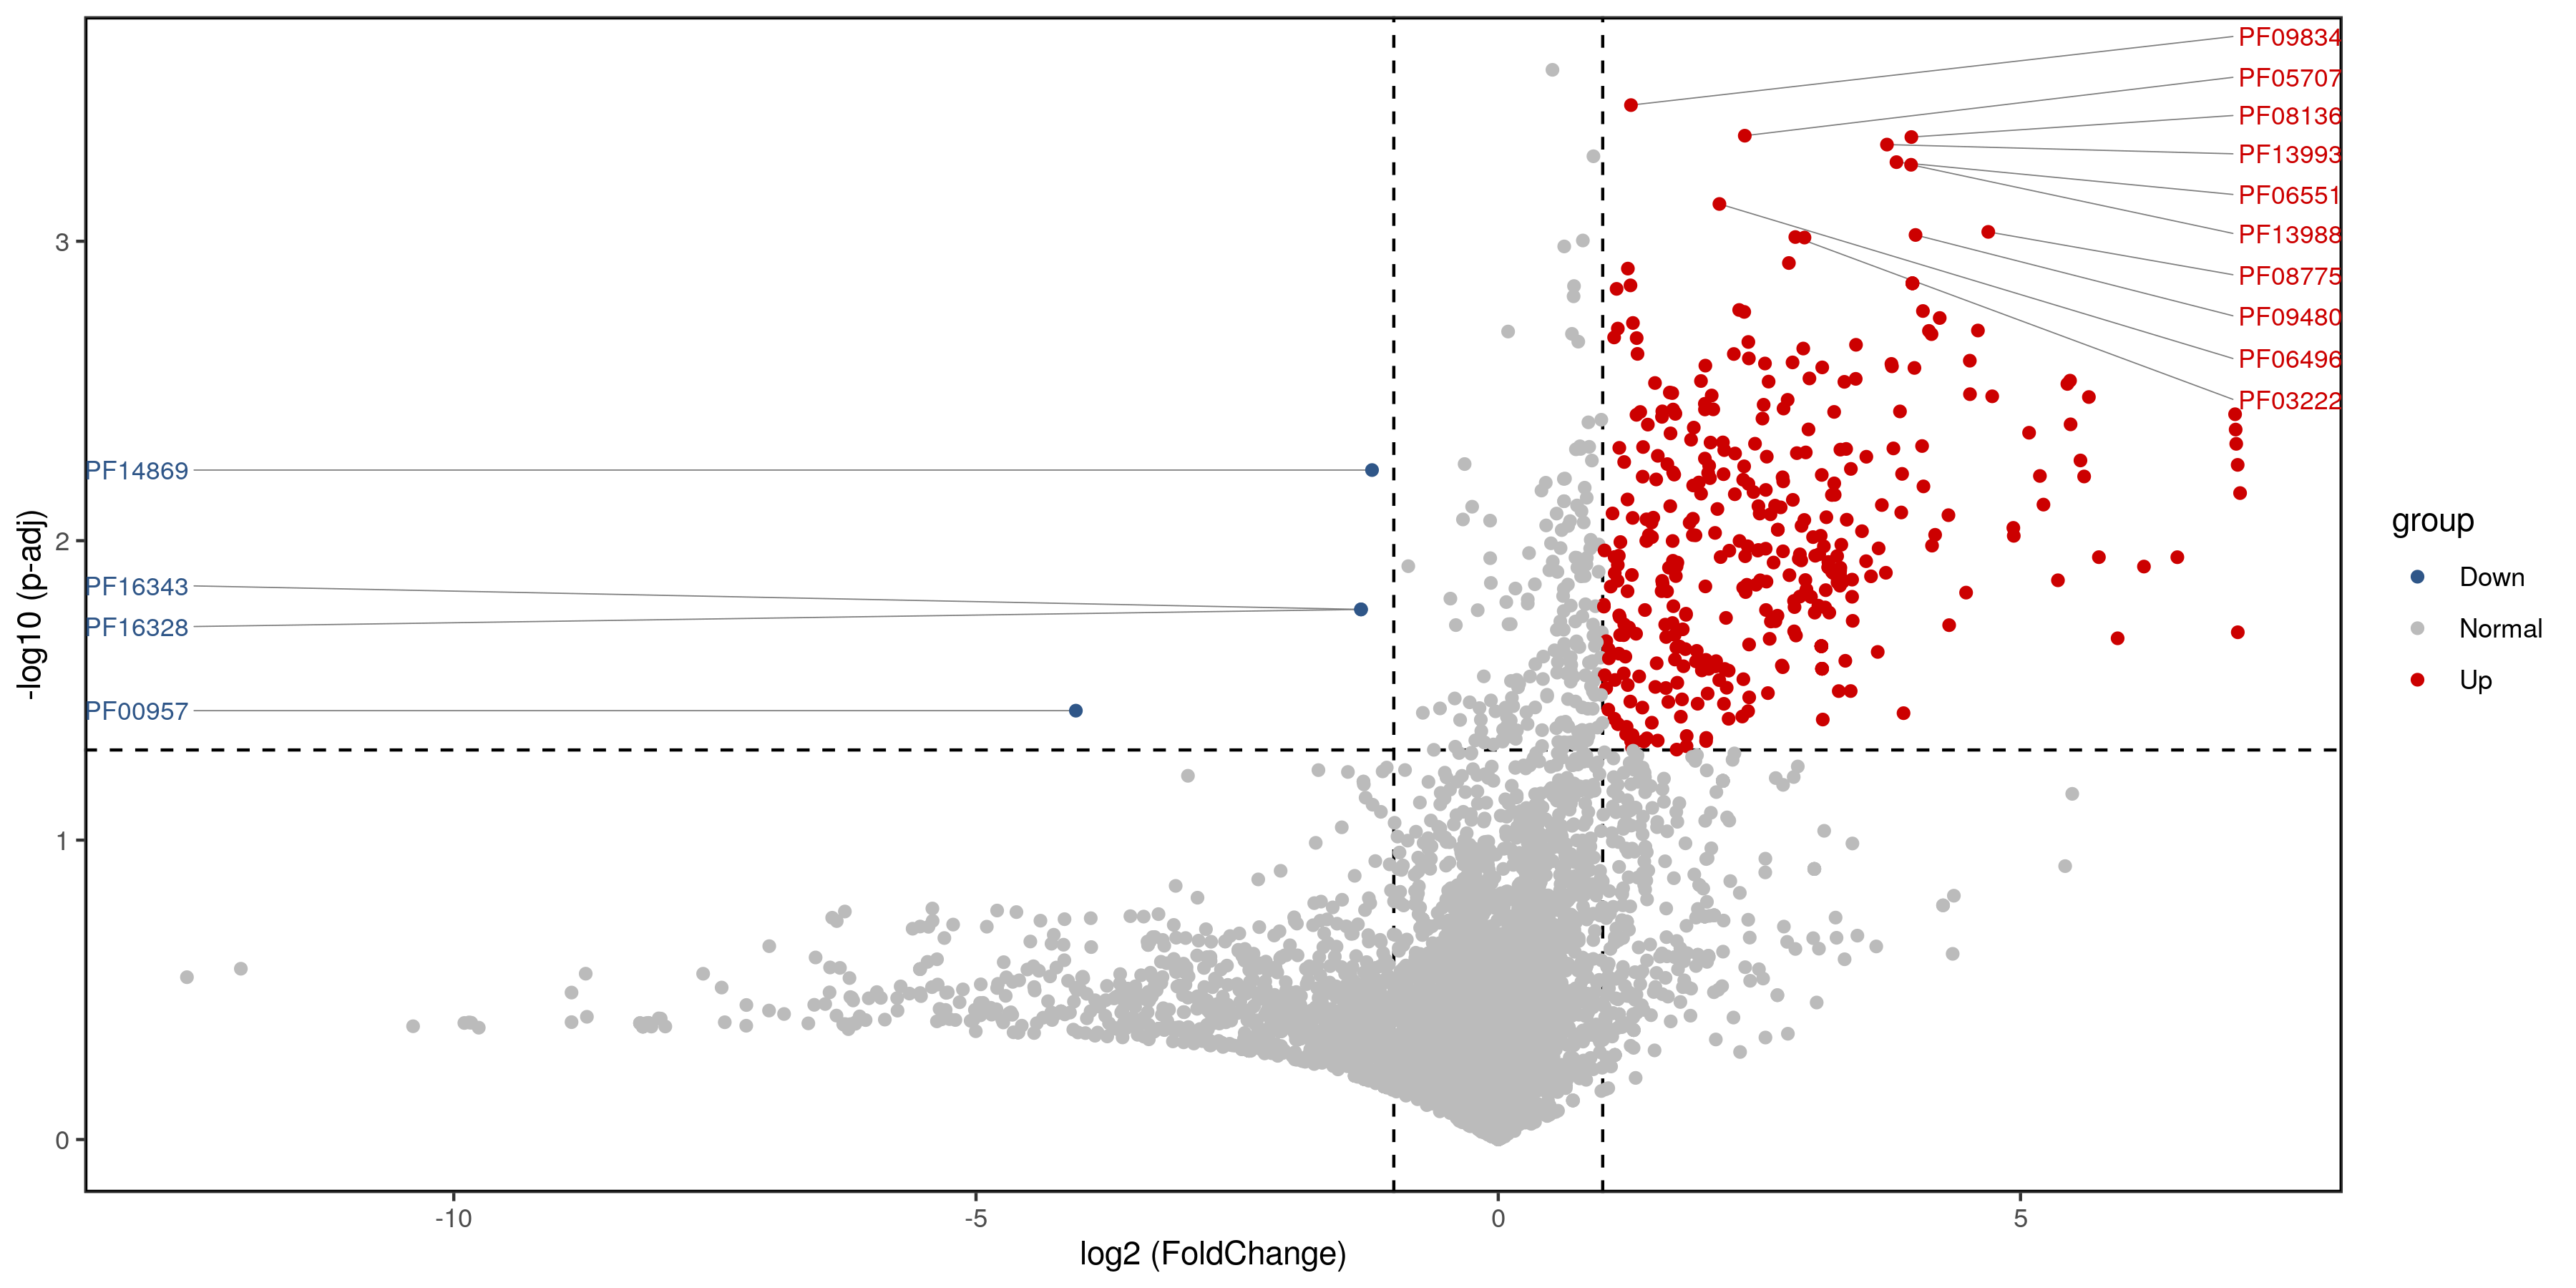 PF09834
PF05707
PF08136
PF13993
PF06551
PF13988
PF08775
PF09480
PF06496
PF03222
PF14869
PF16343
PF16328
PF00957
3
2
1
0
-log10 (p-adj)
-10
-5
0
5
log2 (FoldChange)
group
Down
Normal
Up